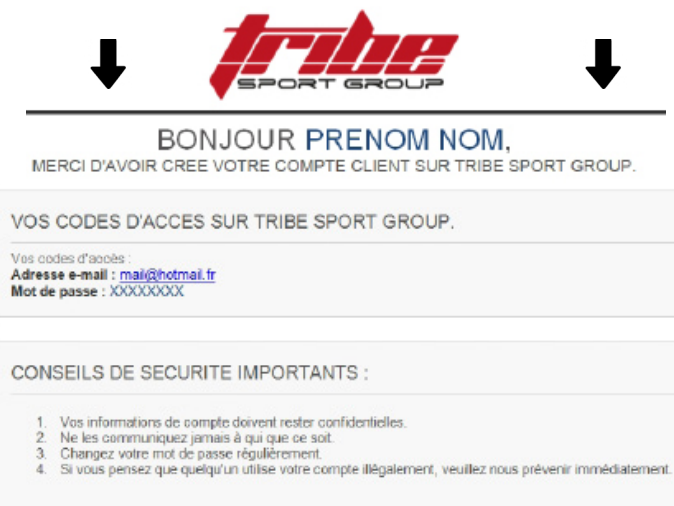 tribe
SPORT GROUP
BONJOUR PRENOM NOM,
MERCI D'AVOIR CREE VOTRE COMPTE CLIENT SUR TRIBE SPORT GROUP.
VOS CODES D'ACCES SUR TRIBE SPORT GROUP.
Vos codes d'accès :
Adresse e-mail : mail@hotmail.fr
Mot de passe : XXXXXXXX
CONSEILS DE SECURITE IMPORTANTS :
1. Vos informations de compte doivent rester confidentielles.
2. Ne les communiquez jamais à qui que ce soit.
3. Changez votre mot de passe régulièrement.
4. Si vous pensez que quelqu'un utilise votre compte illégalement, veuillez nous prévenir immédiatement.